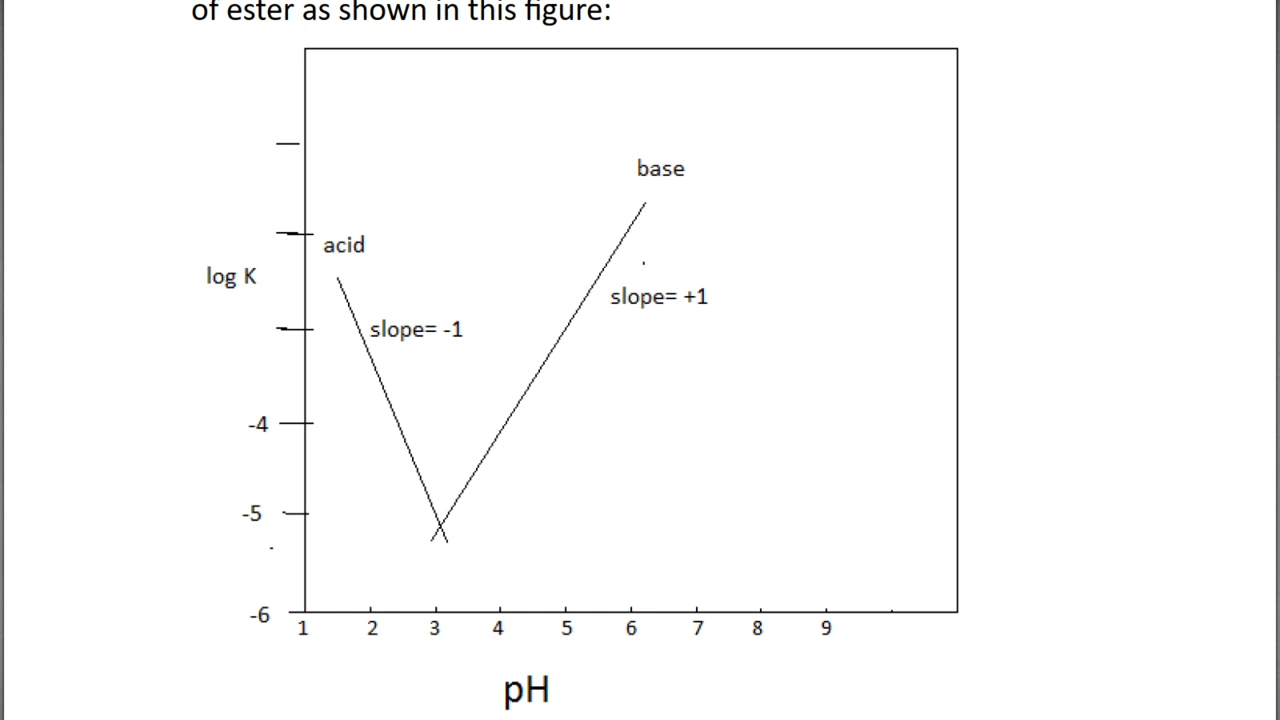 of ester as shown in this figure:
base
acid
log K
slope= +1
slope= -1
-4
-5
-6
1 2 3 4 5 6 7 8 9
pH